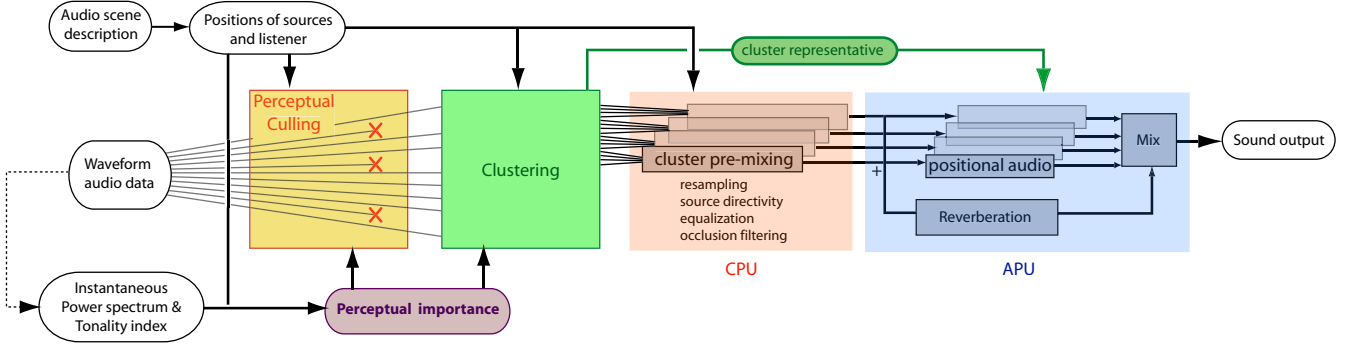 Audio scene
description
Positions of sources
and listener
cluster representative
Perceptual
Culling
Waveform
audio data
Clustering
cluster pre-mixing
resampling
source directivity
equalization
occlusion filtering
CPU
positional audio
Mix
+
Reverberation
APU
Sound output
Instantaneous
Power spectrum &
Tonality index
Perceptual importance